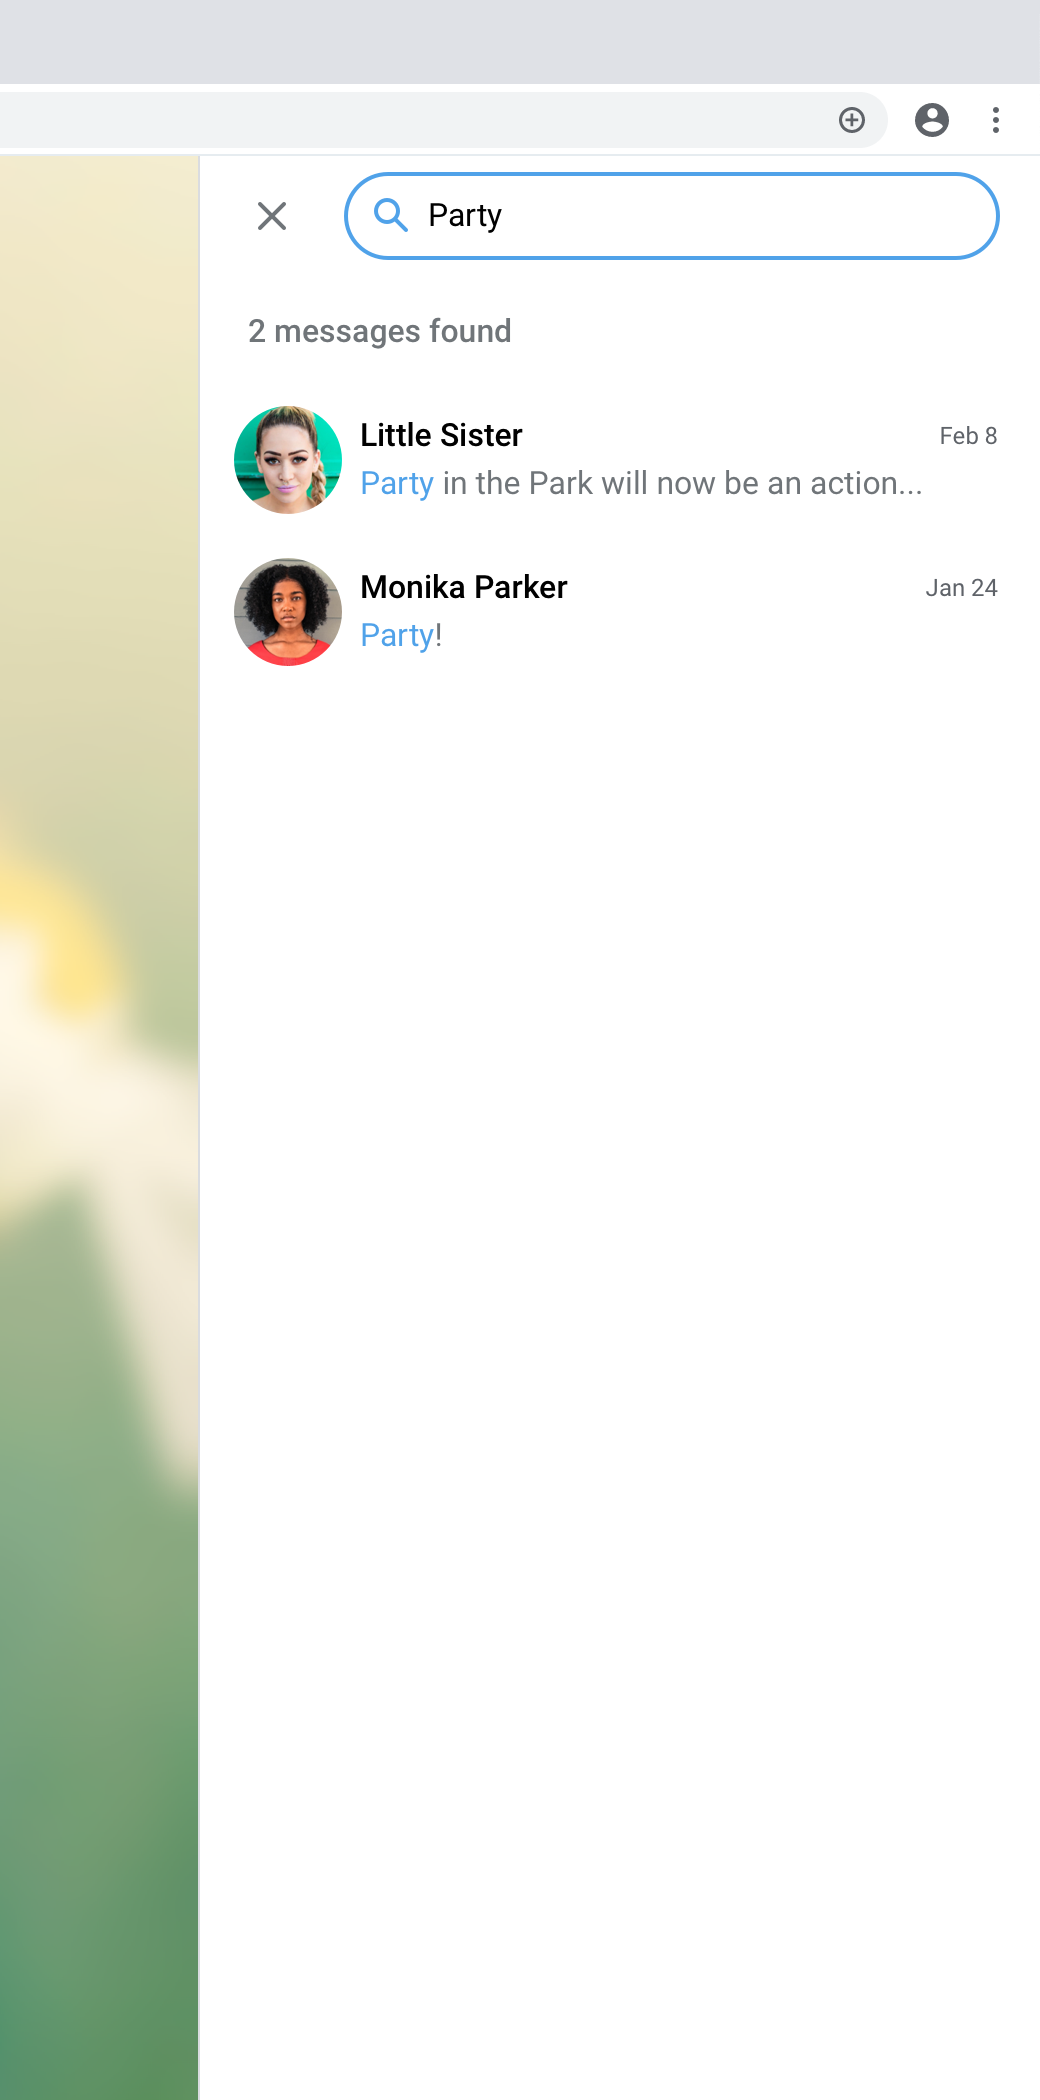 Party
2 messages found
Little Sister
Feb 8
Party in the Park will now be an action...
Monika Parker
Jan 24
Party!